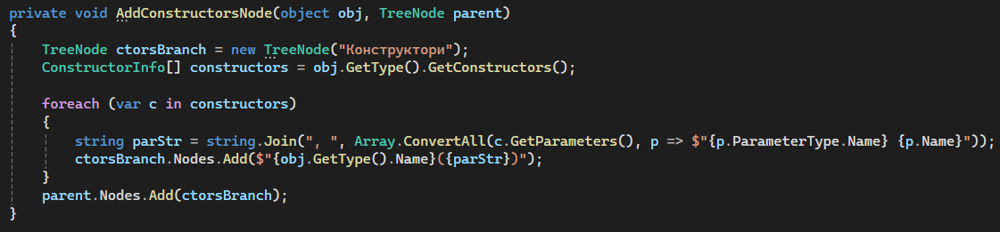 private void AddConstructorsNode(object obj, TreeNode parent)
{
    TreeNode ctorsBranch = new TreeNode("Конструктори");
    ConstructorInfo[] constructors = obj.GetType().GetConstructors();

    foreach (var c in constructors)
    {
        string parStr = string.Join(", ", Array.ConvertAll(c.GetParameters(), p => $"{p.ParameterType.Name} {p.Name}"));
        ctorsBranch.Nodes.Add($"{obj.GetType().Name}({parStr})");
    }
    parent.Nodes.Add(ctorsBranch);
}